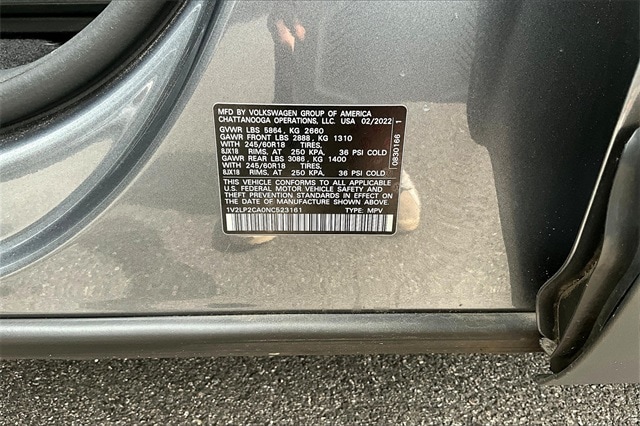 MFD BY VOLKSWAGEN GROUP OF AMERICA
CHATTANOOGA OPERATIONS, LLC. USA 02/2022
GVWR LBS 5864, KG 2660
GAWR FRONT LBS 2888, KG 1310
WITH 245/60R18 TIRES,
8JX18 RIMS, AT 250 KPA, 36 PSI COLD
GAWR REAR LBS 3086, KG 1400
WITH 245/60R18 TIRES,
8JX18 RIMS, AT 250 KPA, 36 PSI COLD
THIS VEHICLE CONFORMS TO ALL APPLICABLE
U.S. FEDERAL MOTOR VEHICLE SAFETY AND
THEFT PREVENTION STANDARDS IN EFFECT ON
THE DATE OF MANUFACTURE SHOWN ABOVE
1V2LP2CA0NC523161 TYPE: MPV
0830166 1